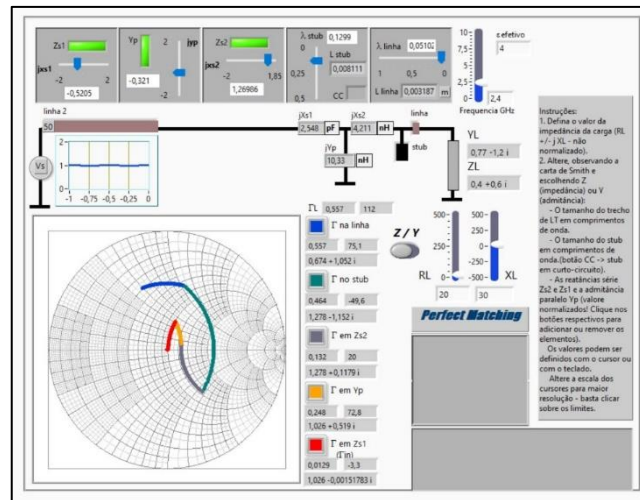 Zs1
jxs1
-2
2
-0,5205
Yp
jyp
2
-2
-0,321
Zs2
jxs2
-2
1,85
1,26986
λ stub
0,1299
0
0,25
0,5
L stub
0,008111
CC
λ linha
0,05102
1
0,5
0
L linha
0,003187
m
10
7,5
5
2,5
0
ε efetivo
4
2,4
Frequencia GHz
linha 2
50
Vs
2
1
0
-1
-0,75
-0,5
-0,25
0
jXs1
2,548
pF
jXs2
4,211
nH
jYp
10,33
nH
linha
stub
YL
0,77 -1,2 i
ZL
0,4 +0,6 i
ΓL
0,557
112
Γ na linha
0,557
75,1
0,674 +1,052 i
Γ no stub
0,464
-49,6
1,278 -1,152 i
Γ em Zs2
0,132
20
1,278 +0,1179 i
Γ em Yp
0,248
72,8
1,026 +0,519 i
Γ em Zs1
(Γin)
0,0129
-3,3
1,026 -0,00151783 i
Z / Y
500
250
0
RL
20
500
250
0
-250
-500
XL
30
Perfect Matching
Instruções:
1. Defina o valor da
impedância da carga (RL
+/- j XL - não
normalizado).
2. Altere, observando a
carta de Smith e
escolhendo Z
(impedância) ou Y
(admitância):
- O tamanho do trecho
de LT em comprimentos
de onda.
- O tamanho do stub
em comprimentos de
onda.(botão CC -> stub
em curto-circuito).
- As reatâncias série
Zs2 e Zs1 e a admitância
paralelo Yp (valore
normalizados! Clique nos
botões respectivos para
adicionar ou remover os
elementos).
Os valores podem ser
definidos com o cursor ou
com o teclado.
Altere a escala dos
cursores para maior
resolução - basta clicar
sobre os limites.